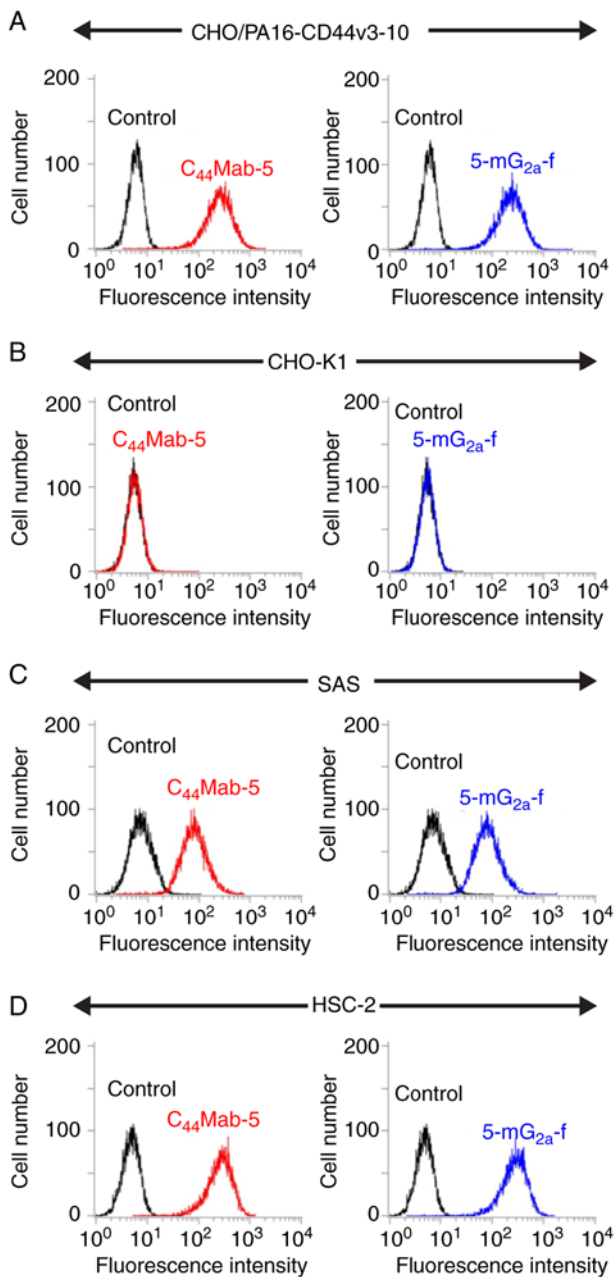 A
CHO/PA16-CD44v3-10
200
100
0
Cell number
Control
C₄₄Mab-5
10⁰ 10¹ 10² 10³ 10⁴
Fluorescence intensity
200
100
0
Cell number
Control
5-mG₂ₐ-f
10⁰ 10¹ 10² 10³ 10⁴
Fluorescence intensity
B
CHO-K1
200
100
0
Cell number
Control
C₄₄Mab-5
10⁰ 10¹ 10² 10³ 10⁴
Fluorescence intensity
200
100
0
Cell number
Control
5-mG₂ₐ-f
10⁰ 10¹ 10² 10³ 10⁴
Fluorescence intensity
C
SAS
200
100
0
Cell number
Control
C₄₄Mab-5
10⁰ 10¹ 10² 10³ 10⁴
Fluorescence intensity
200
100
0
Cell number
Control
5-mG₂ₐ-f
10⁰ 10¹ 10² 10³ 10⁴
Fluorescence intensity
D
HSC-2
200
100
0
Cell number
Control
C₄₄Mab-5
10⁰ 10¹ 10² 10³ 10⁴
Fluorescence intensity
200
100
0
Cell number
Control
5-mG₂ₐ-f
10⁰ 10¹ 10² 10³ 10⁴
Fluorescence intensity